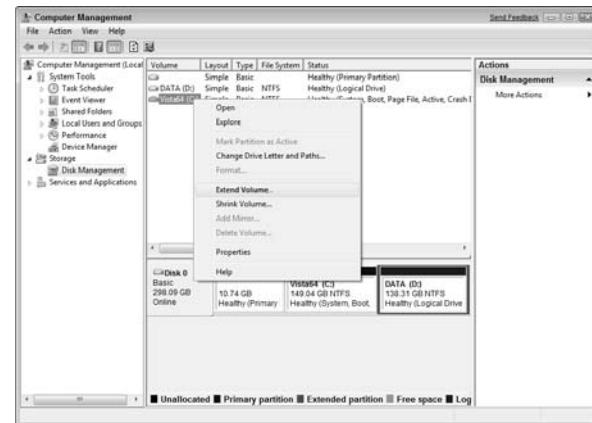 Computer Management
Send Feedback
File Action View Help
Computer Management (Local
System Tools
Task Scheduler
Event Viewer
Shared Folders
Local Users and Groups
Performance
Device Manager
Storage
Disk Management
Services and Applications
Volume Layout Type File System Status
Simple Basic Healthy (Primary Partition)
DATA (D:) Simple Basic NTFS Healthy (Logical Drive)
Vista64 (C:) Simple Basic NTFS Boot, Page File, Active, Crash
Open
Explore
Mark Partition as Active
Change Drive Letter and Paths...
Format...
Extend Volume...
Shrink Volume...
Add Mirror...
Delete Volume...
Properties
Help
Disk 0
Basic
298.09 GB
Online
10.74 GB
Healthy (Primary
Vista64 (C:)
149.04 GB NTFS
Healthy (System, Boot,
DATA (D:)
138.31 GB NTFS
Healthy (Logical Drive
Unallocated Primary partition Extended partition Free space Log
Actions
Disk Management
More Actions